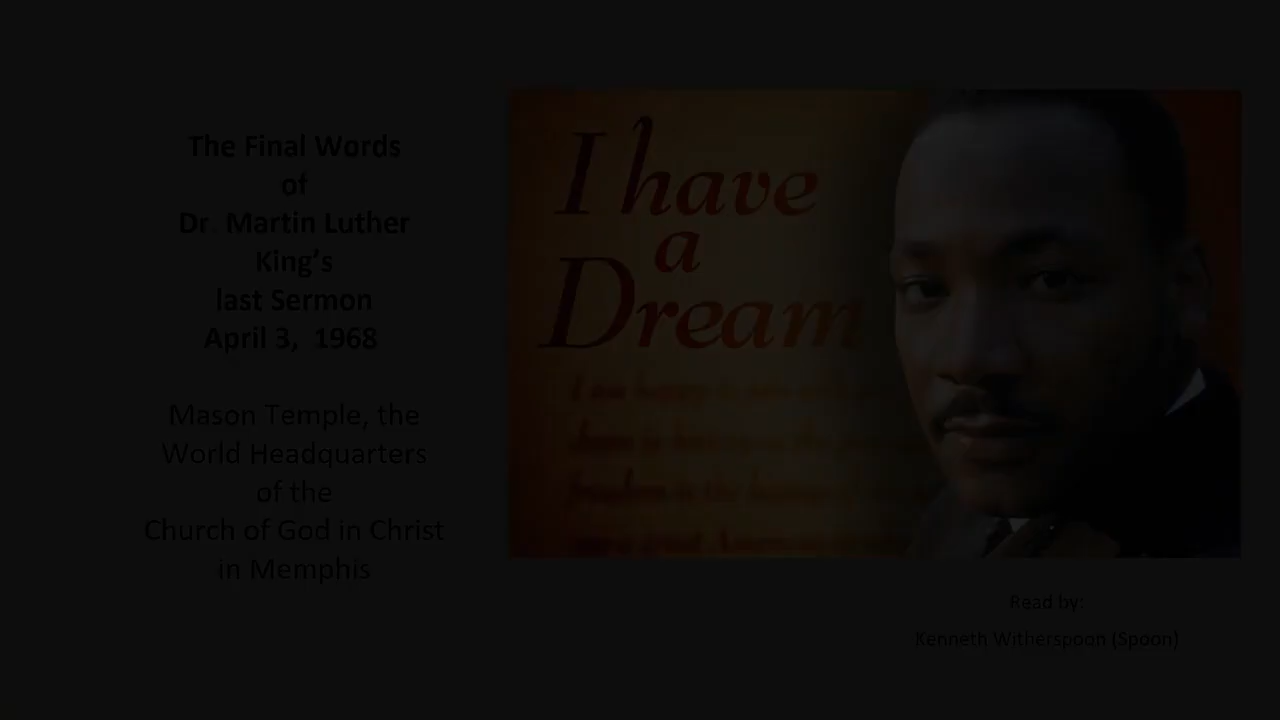 The Final Words
of
Dr. Martin Luther
King's
last Sermon
April 3, 1968
Mason Temple, the
World Headquarters
of the
Church of God in Christ
in Memphis
I have
a
Dream
Read by:
Kenneth Witherspoon (Spoon)